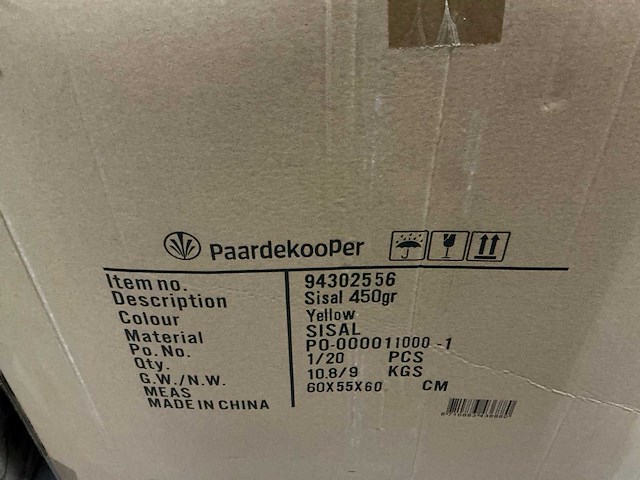 Paardekooper
Item no. 94302556
Description Sisal 450gr
Colour Yellow
Material SISAL
Po. No. PO-000011000-1
Qty. 1/20 PCS
G.W./N.W. 10.8/9 KGS
MEAS 60X55X60 CM
MADE IN CHINA